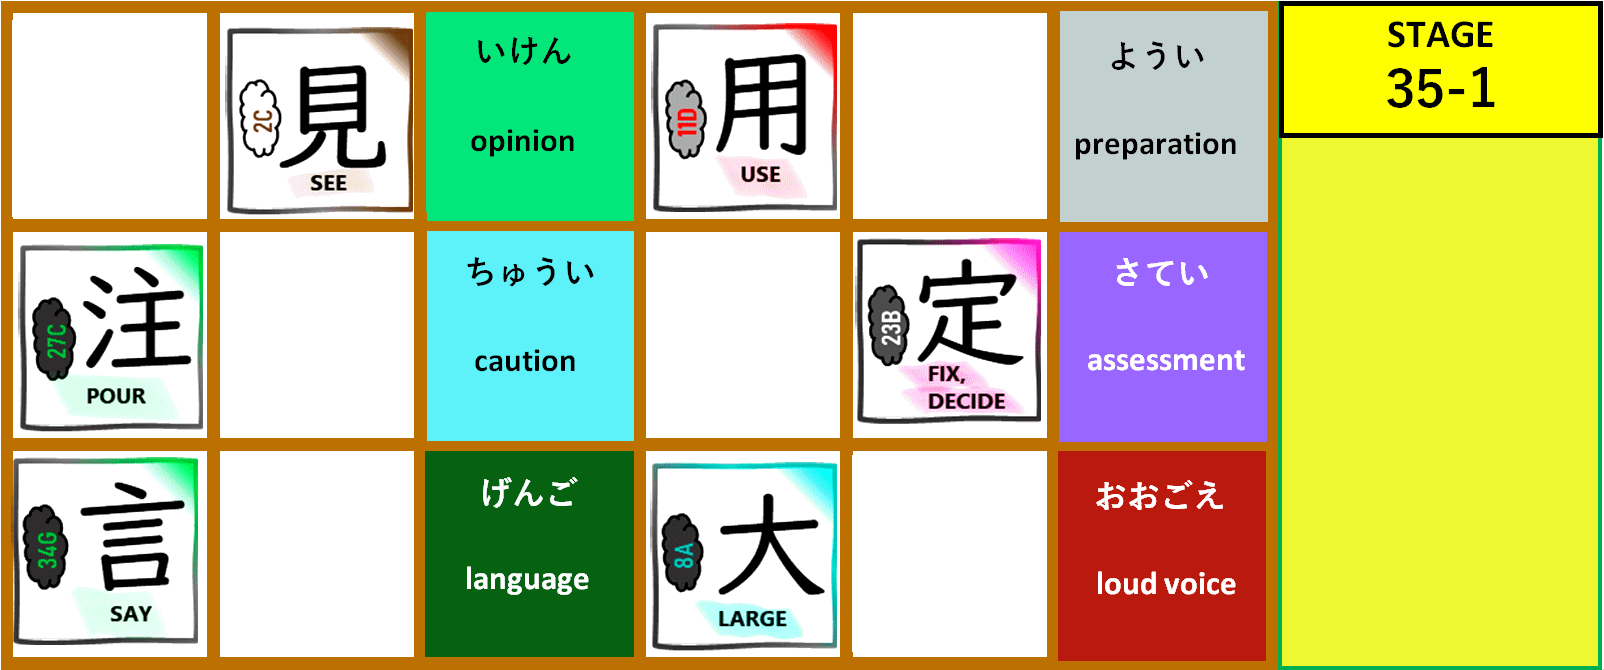 2C
見
SEE
いけん
opinion
11D
用
USE
ようい
preparation
STAGE
35-1
27C
注
POUR
ちゅうい
caution
23B
定
FIX,
DECIDE
さてい
assessment
34G
言
SAY
げんご
language
8A
大
LARGE
おおごえ
loud voice